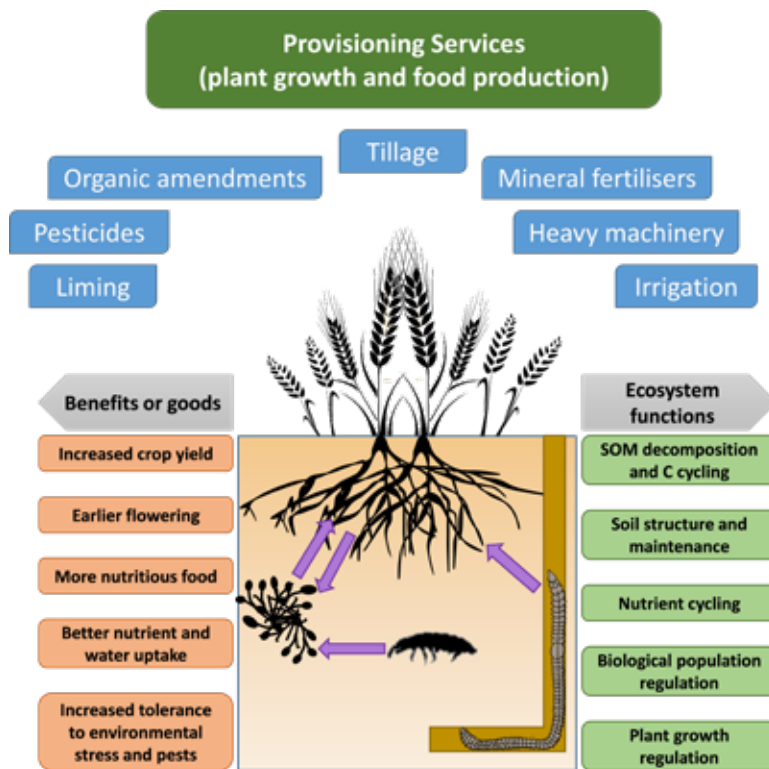 Provisioning Services
(plant growth and food production)
Tillage
Organic amendments
Mineral fertilisers
Pesticides
Heavy machinery
Liming
Irrigation
Benefits or goods
Increased crop yield
Earlier flowering
More nutritious food
Better nutrient and
water uptake
Increased tolerance
to environmental
stress and pests
Ecosystem
functions
SOM decomposition
and C cycling
Soil structure and
maintenance
Nutrient cycling
Biological population
regulation
Plant growth
regulation